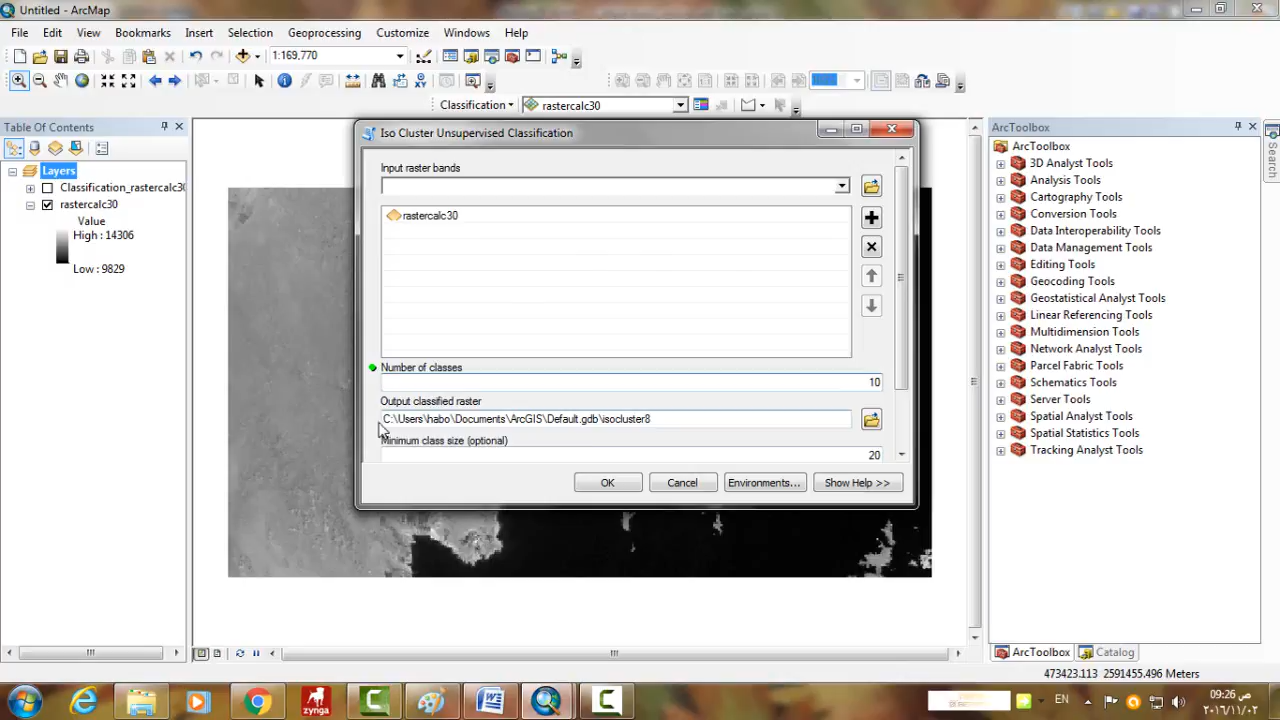 Untitled - ArcMap
File Edit View Bookmarks Insert Selection Geoprocessing Customize Windows Help
1:169,770
Classification rastercalc30
Table Of Contents
Layers
Classification_rastercalc30
rastercalc30
Value
High : 14306
Low : 9829
Iso Cluster Unsupervised Classification
Input raster bands
rastercalc30
Number of classes
10
Output classified raster
C:\Users\habo\Documents\ArcGIS\Default.gdb\isocluster8
Minimum class size (optional)
20
OK Cancel Environments... Show Help >>
ArcToolbox
ArcToolbox
3D Analyst Tools
Analysis Tools
Cartography Tools
Conversion Tools
Data Interoperability Tools
Data Management Tools
Editing Tools
Geocoding Tools
Geostatistical Analyst Tools
Linear Referencing Tools
Multidimension Tools
Network Analyst Tools
Parcel Fabric Tools
Schematics Tools
Server Tools
Spatial Analyst Tools
Spatial Statistics Tools
Tracking Analyst Tools
Search
ArcToolbox Catalog
473423.113 2591455.496 Meters
zynga
EN
09:26 ص
٢٠١٦/١١/٠٢